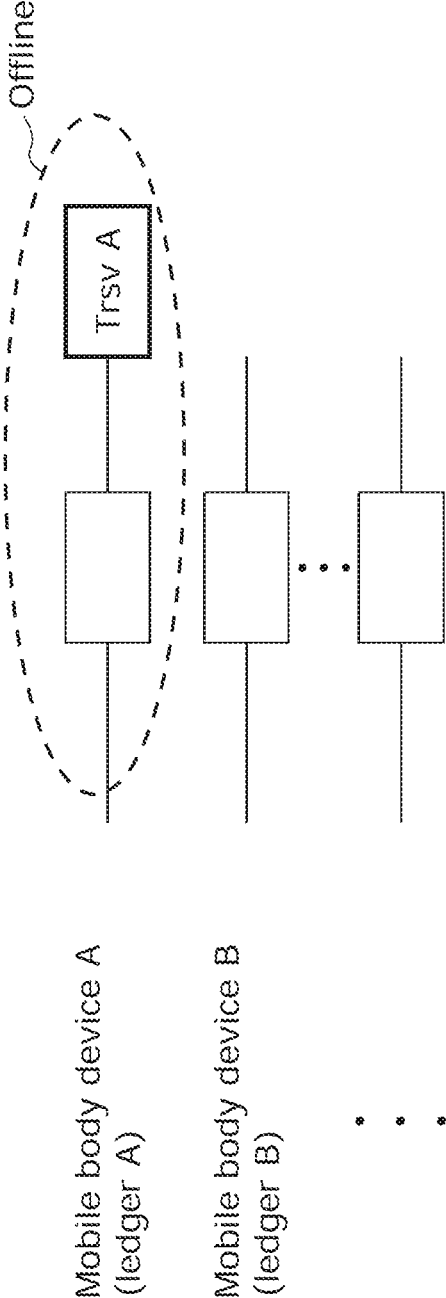 Offline
Trsv A
Mobile body device A
(ledger A)
Mobile body device B
(ledger B)